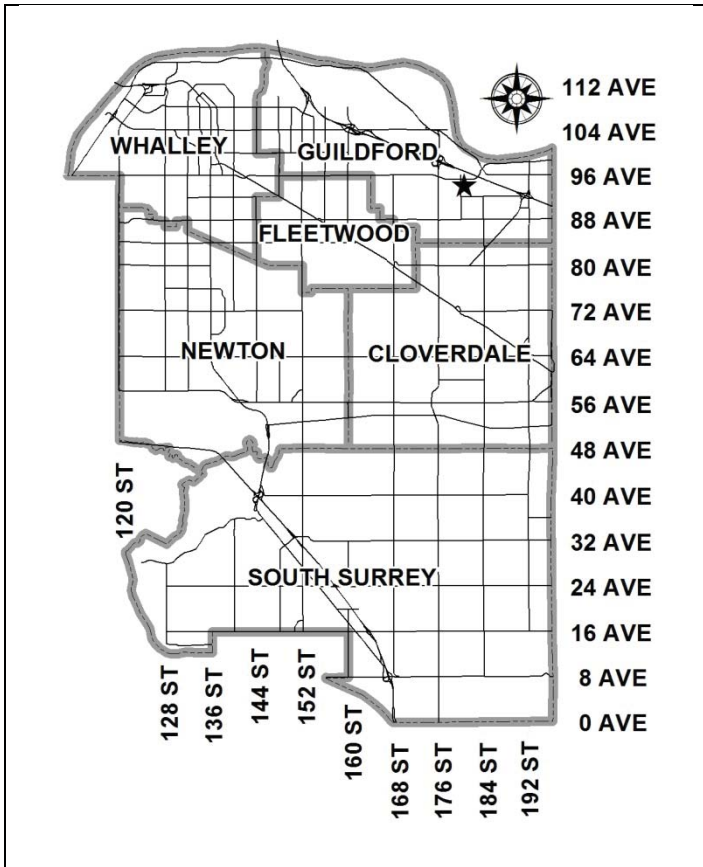 112 AVE
104 AVE
WHALLEY
GUILDFORD
96 AVE
88 AVE
FLEETWOOD
80 AVE
72 AVE
NEWTON
CLOVERDALE
64 AVE
56 AVE
48 AVE
120 ST
40 AVE
32 AVE
SOUTH SURREY
24 AVE
16 AVE
8 AVE
0 AVE
128 ST
136 ST
144 ST
152 ST
160 ST
168 ST
176 ST
184 ST
192 ST